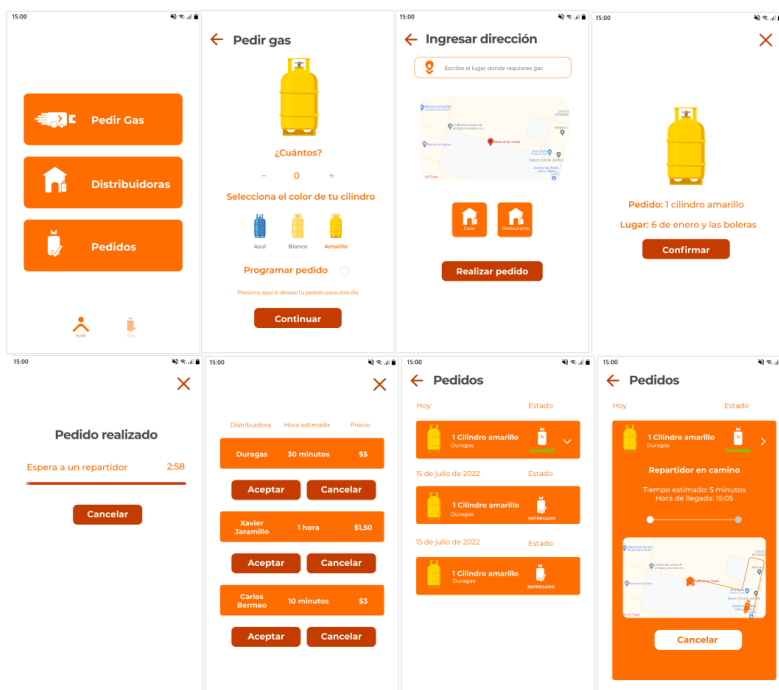 15:00
Pedir Gas
Distribuidoras
Pedidos
Perfil
15:00
Pedir gas
¿Cuántos?
- 0 +
Selecciona el color de tu cilindro
Azul Blanco Amarillo
Programar pedido
Presiona aquí si deseas tu pedido para otro día
Continuar
15:00
Ingresar dirección
Escribe el lugar donde requieres gas
Casa Restaurante
Realizar pedido
15:00
Pedido: 1 cilindro amarillo
Lugar: 6 de enero y las boleras
Confirmar
15:00
Pedido realizado
Espera a un repartidor 2:58
Cancelar
15:00
Distribuidora Hora estimada Precio
Duragas 30 minutos $5
Aceptar Cancelar
Xavier
Jaramillo 1 hora $1,50
Aceptar Cancelar
Carlos
Bermeo 10 minutos $3
Aceptar Cancelar
15:00
Pedidos
Hoy Estado
1 Cilindro amarillo
Duragas
15 de julio de 2022 Estado
1 Cilindro amarillo
Duragas
ENTREGADO
15 de julio de 2022 Estado
1 Cilindro amarillo
Duragas
ENTREGADO
15:00
Pedidos
Hoy Estado
1 Cilindro amarillo
Duragas
Repartidor en camino
Tiempo estimado: 5 minutos
Hora de llegada: 15:05
Cancelar